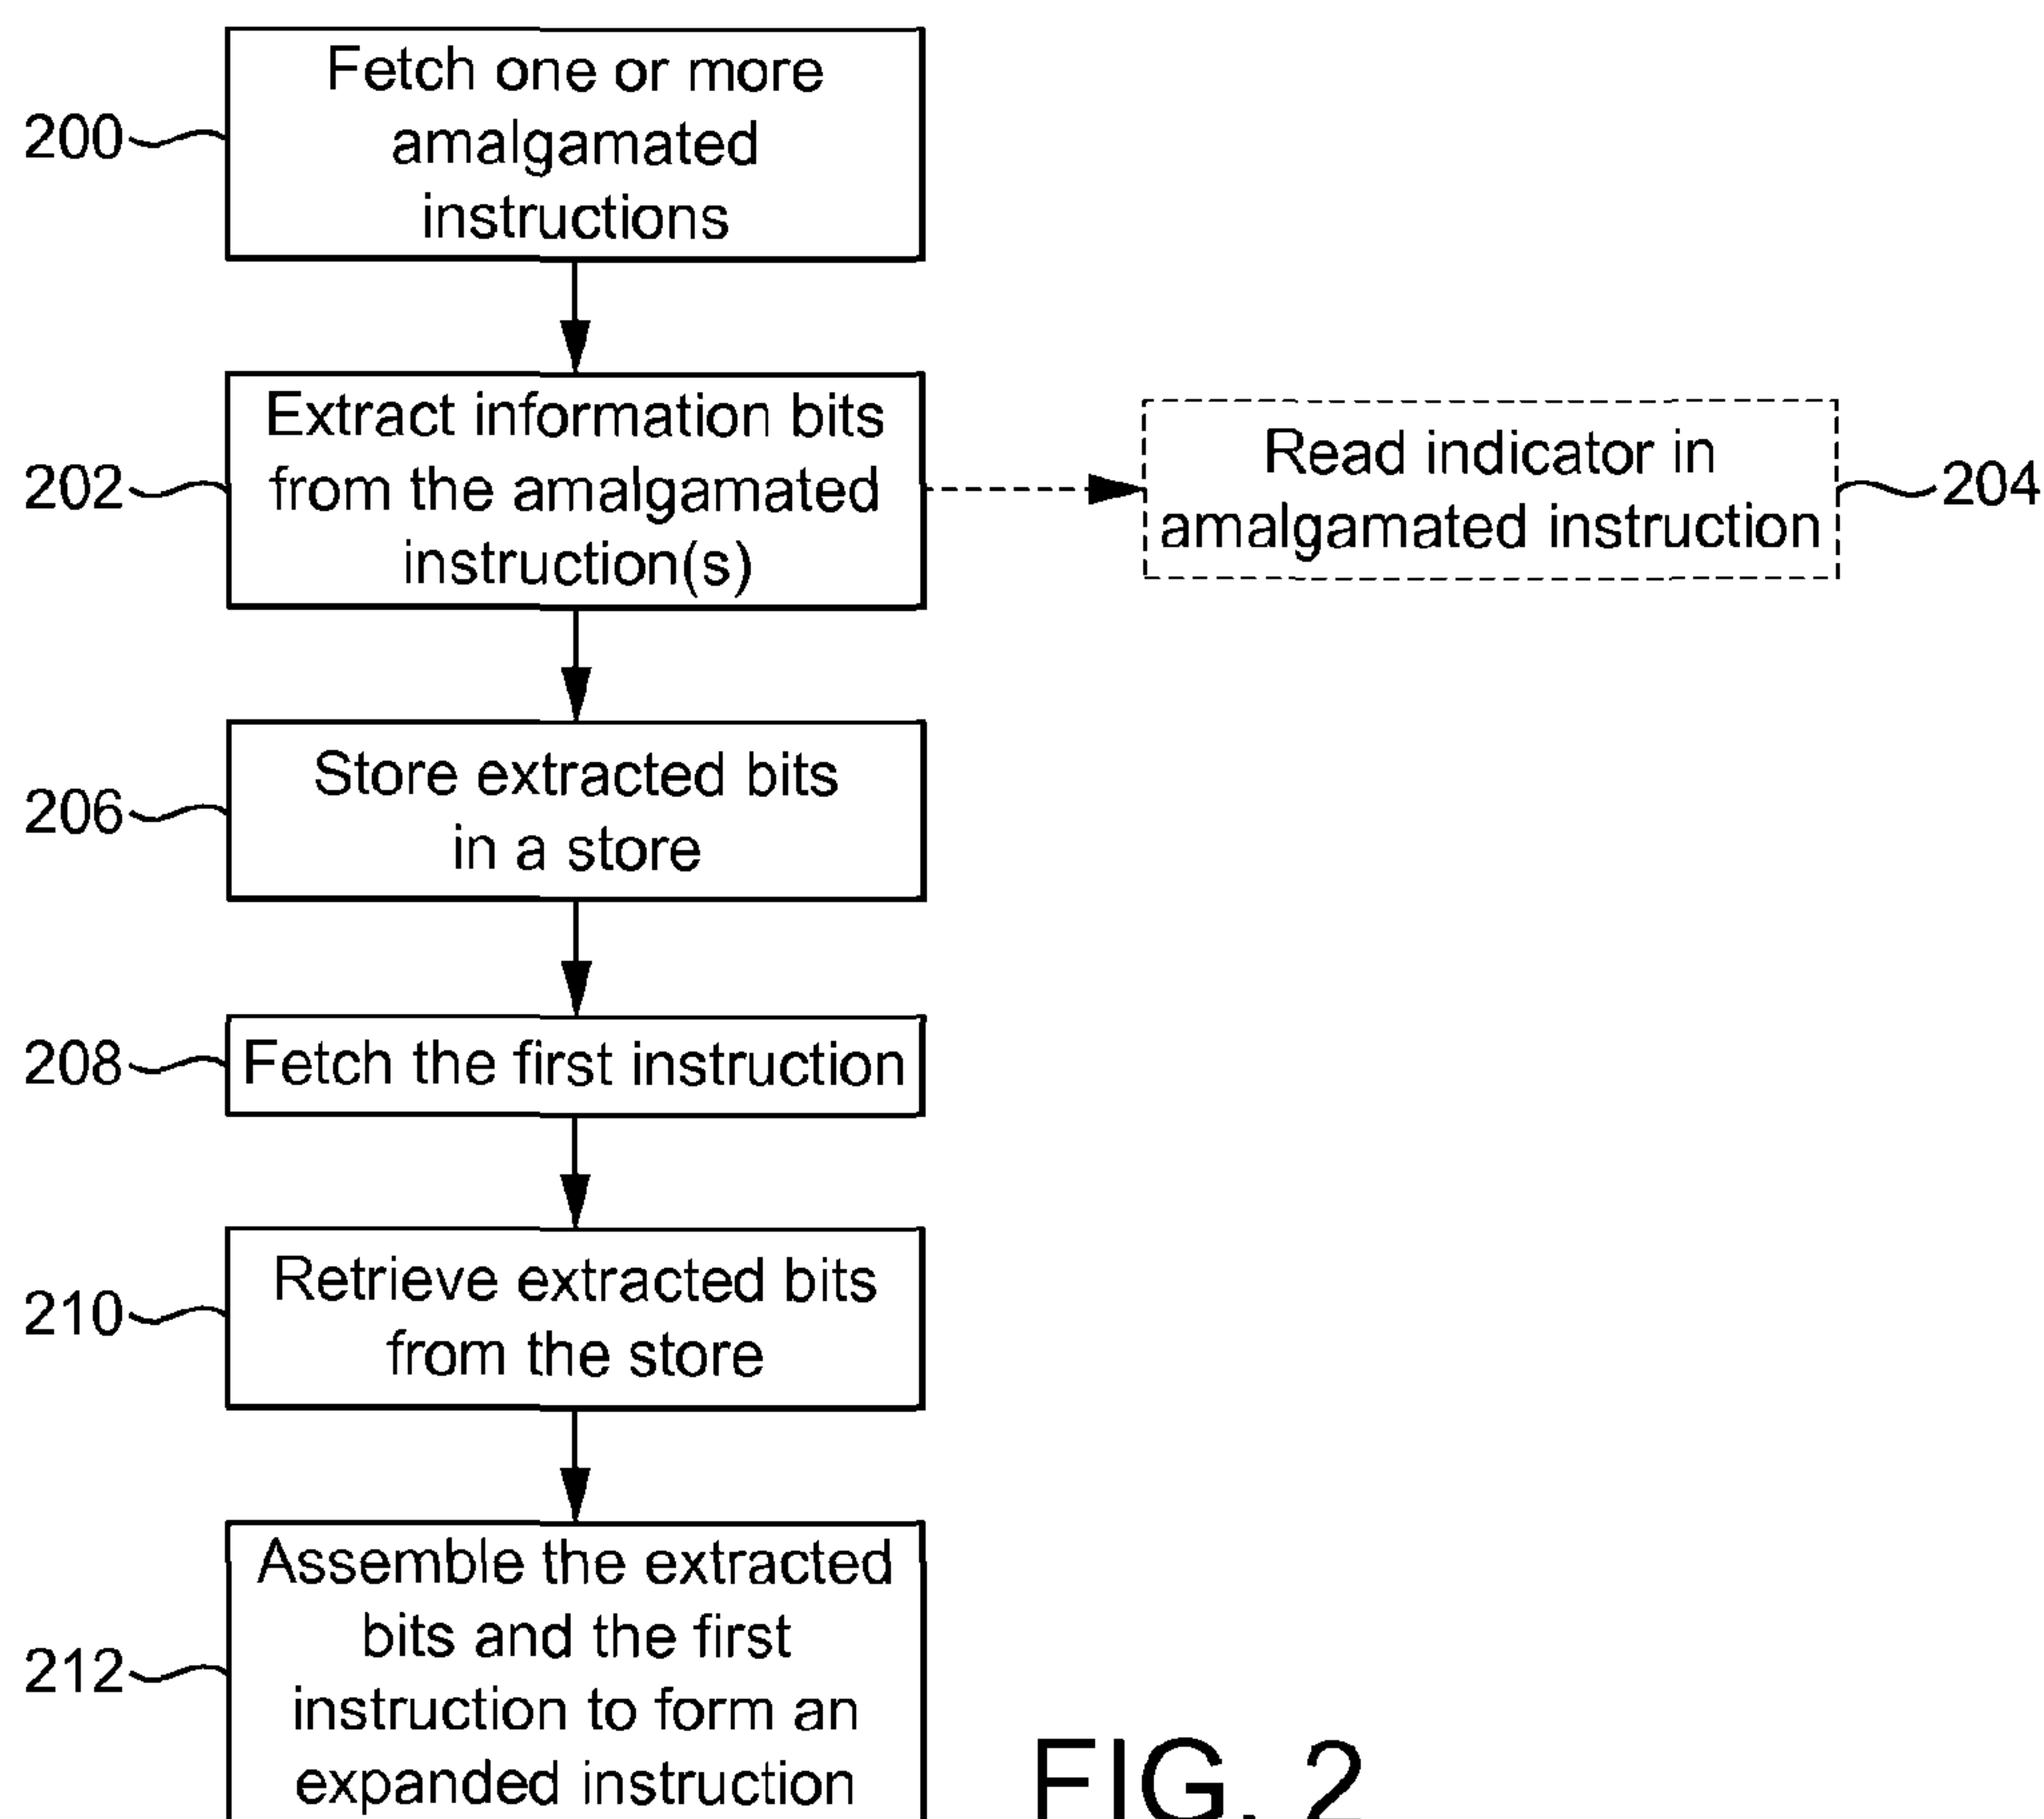 Fetch one or more
amalgamated
instructions
200
Extract information bits
from the amalgamated
instruction(s)
202
Read indicator in
amalgamated instruction
204
Store extracted bits
in a store
206
Fetch the first instruction
208
Retrieve extracted bits
from the store
210
Assemble the extracted
bits and the first
instruction to form an
expanded instruction
212
FIG. 2